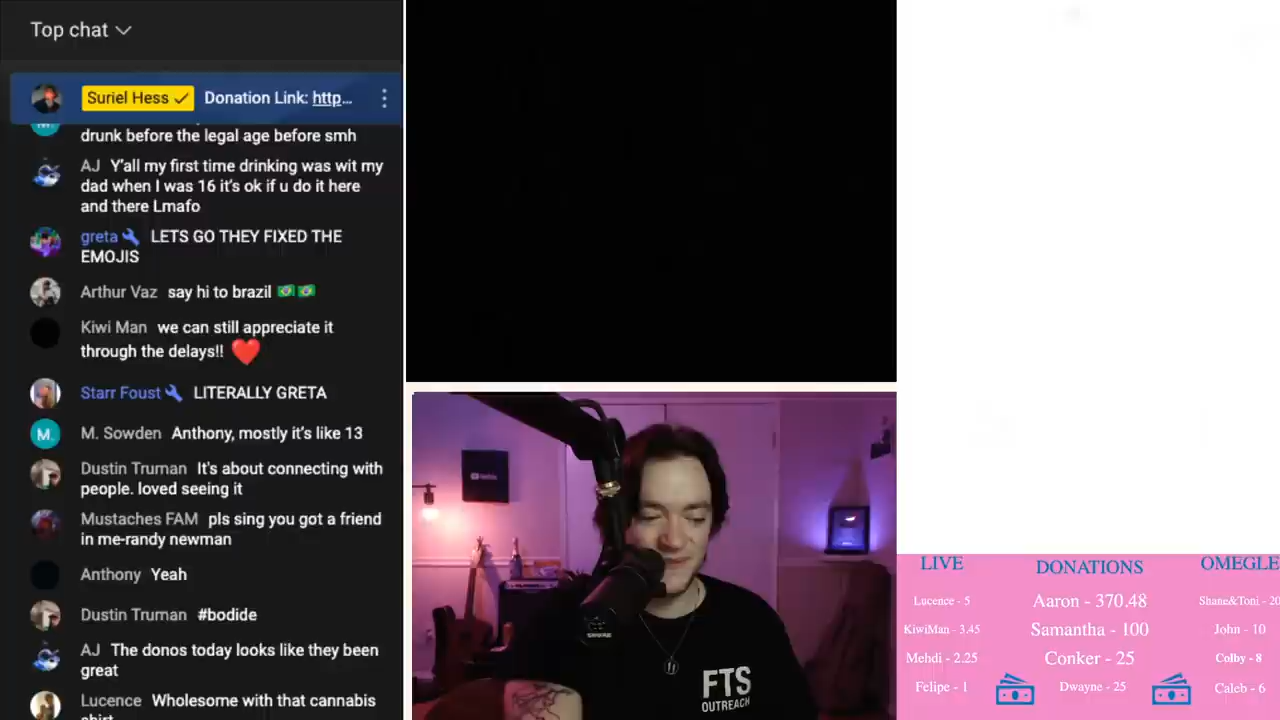 Top chat
Suriel Hess Donation Link: http...
drunk before the legal age before smh
AJ Y'all my first time drinking was wit my
dad when I was 16 it's ok if u do it here
and there Lmafo
greta LETS GO THEY FIXED THE
EMOJIS
Arthur Vaz say hi to brazil
Kiwi Man we can still appreciate it
through the delays!!
Starr Foust LITERALLY GRETA
M. M. Sowden Anthony, mostly it's like 13
Dustin Truman It's about connecting with
people. loved seeing it
Mustaches FAM pls sing you got a friend
in me-randy newman
Anthony Yeah
Dustin Truman #bodide
AJ The donos today looks like they been
great
Lucence Wholesome with that cannabis
FTS
OUTREACH
LIVE
Lucence - 5
KiwiMan - 3.45
Mehdi - 2.25
Felipe - 1
DONATIONS
Aaron - 370.48
Samantha - 100
Conker - 25
Dwayne - 25
OMEGLE
Shane&Toni - 20
John - 10
Colby - 8
Caleb - 6